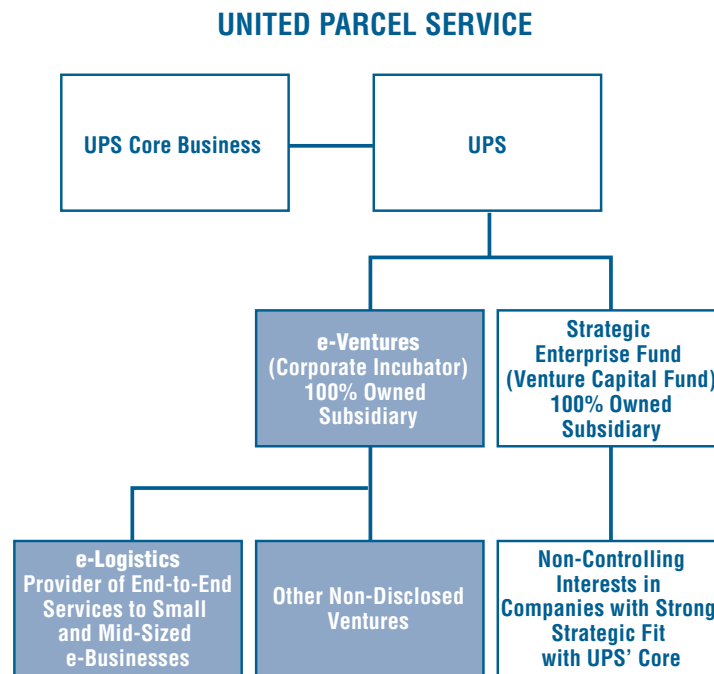 UNITED PARCEL SERVICE
UPS Core Business
UPS
e-Ventures
(Corporate Incubator)
100% Owned
Subsidiary
Strategic
Enterprise Fund
(Venture Capital Fund)
100% Owned
Subsidiary
e-Logistics
Provider of End-to-End
Services to Small
and Mid-Sized
e-Businesses
Other Non-Disclosed
Ventures
Non-Controlling
Interests in
Companies with Strong
Strategic Fit
with UPS’ Core